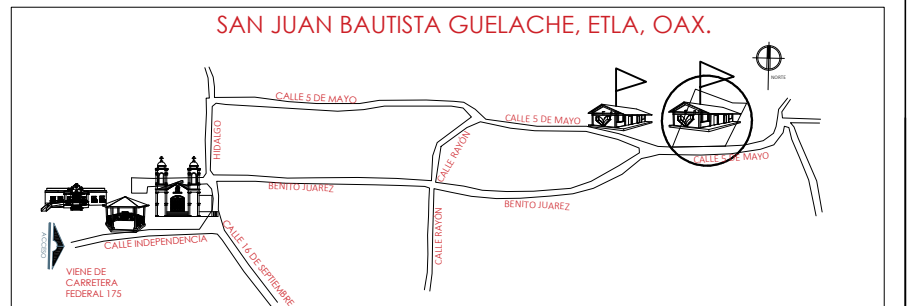 SAN JUAN BAUTISTA GUELACHE, ETLA, OAX.
NORTE
CALLE 5 DE MAYO
CALLE 5 DE MAYO
CALLE 5 DE MAYO
HIDALGO
CALLE RAYÓN
BENITO JUAREZ
BENITO JUAREZ
CALLE RAYON
CALLE INDEPENDENCIA
CALLE 16 DE SEPTIEMBRE
ACCESO
VIENE DE
CARRETERA
FEDERAL 175